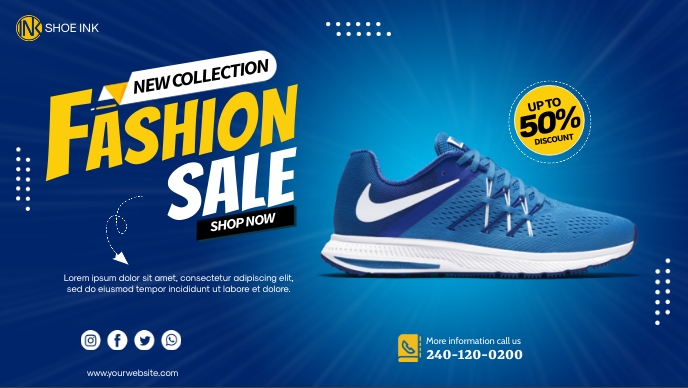 INK SHOE INK
NEW COLLECTION
FASHION
SALE
SHOP NOW
UP TO
50%
DISCOUNT
Lorem ipsum dolor sit amet, consectetur adipiscing elit,
sed do eiusmod tempor incididunt ut labore et dolore.
www.yourwebsite.com
More information call us
240-120-0200